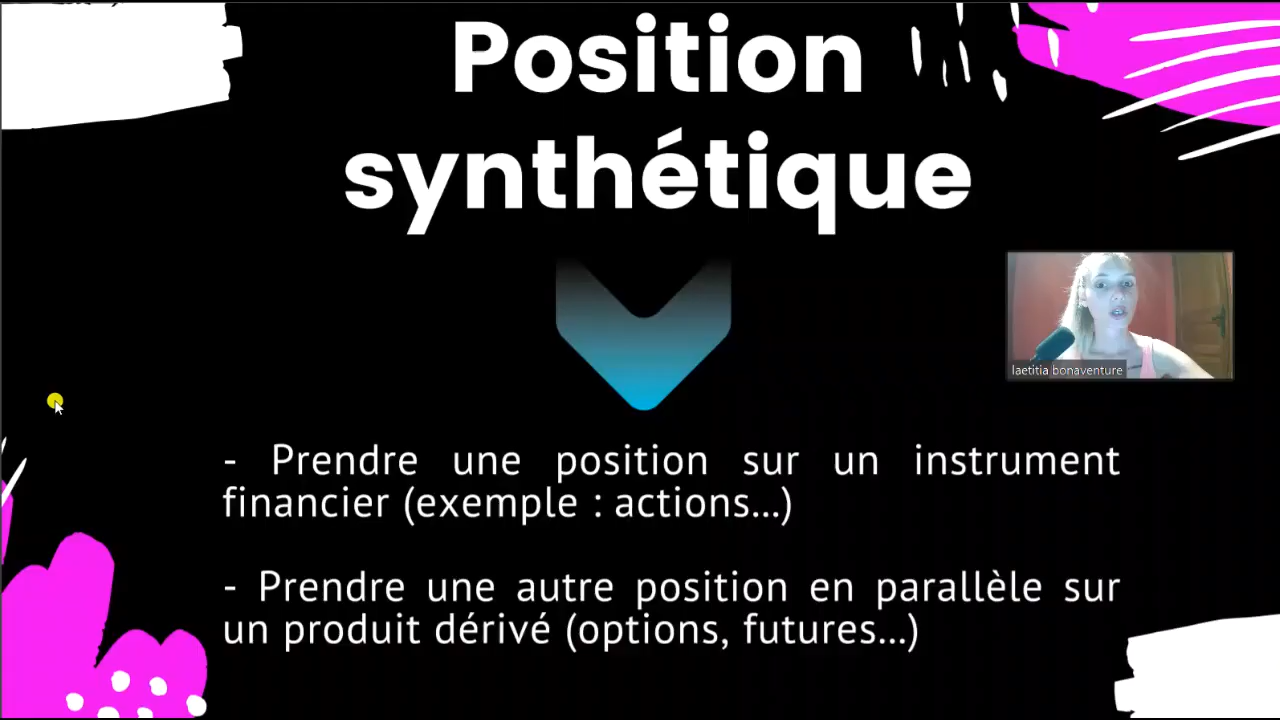 Position
synthétique
laetitia bonaventure
- Prendre une position sur un instrument
financier (exemple : actions...)
- Prendre une autre position en parallèle sur
un produit dérivé (options, futures...)